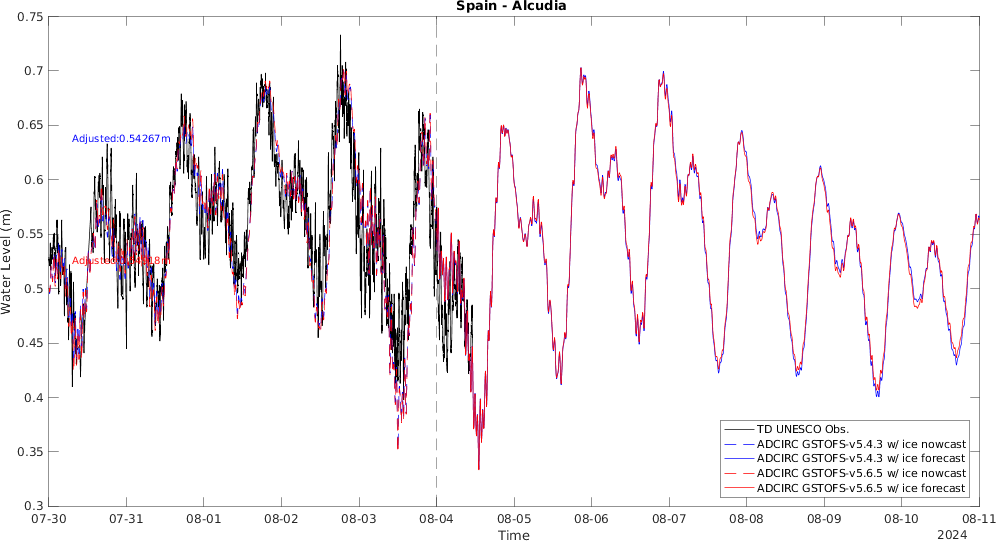 Spain - Alcudia
0.75
0.7
0.65
0.6
0.55
0.5
0.45
0.4
0.35
0.3
Water Level (m)
Adjusted:0.54267m
07-30
07-31
08-01
08-02
08-03
08-04
08-05
08-06
08-07
08-08
08-09
08-10
08-11
Time
2024
TD UNESCO Obs.
ADCIRC GSTOFS-v5.4.3 w/ ice nowcast
ADCIRC GSTOFS-v5.4.3 w/ ice forecast
ADCIRC GSTOFS-v5.6.5 w/ ice nowcast
ADCIRC GSTOFS-v5.6.5 w/ ice forecast